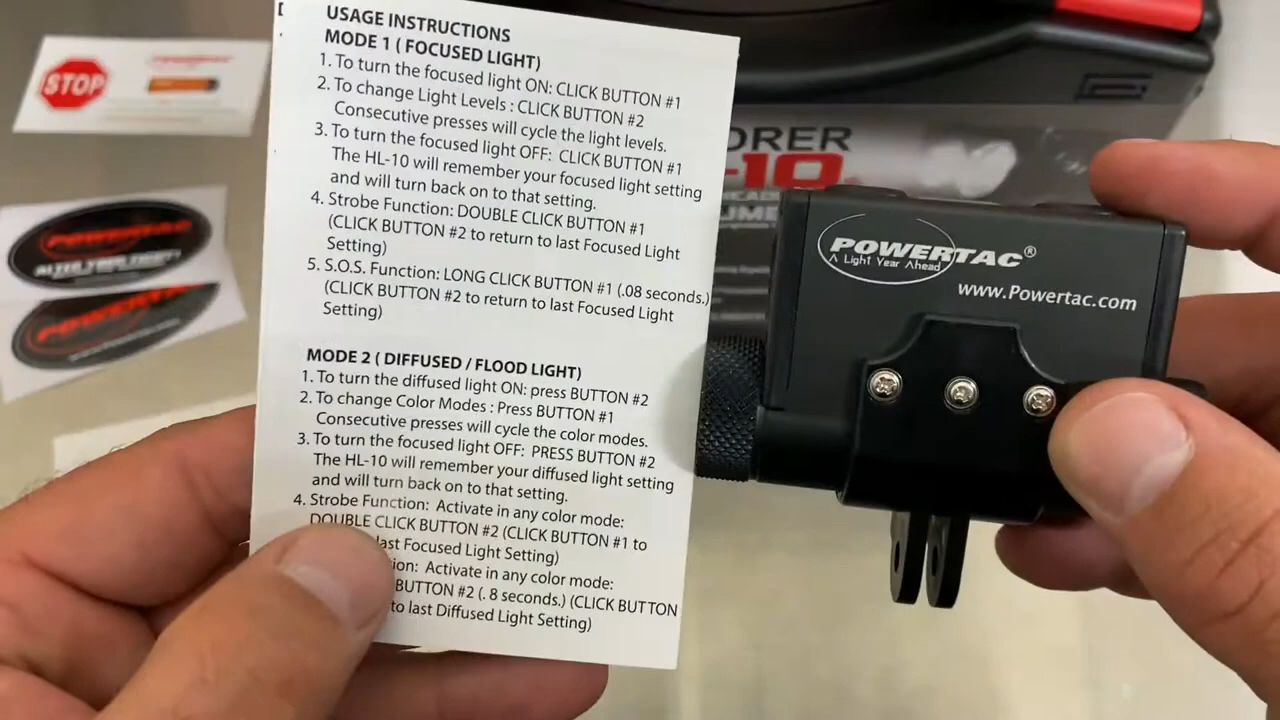 USAGE INSTRUCTIONS
MODE 1 ( FOCUSED LIGHT)
1. To turn the focused light ON: CLICK BUTTON #1
2. To change Light Levels : CLICK BUTTON #2
Consecutive presses will cycle the light levels.
3. To turn the focused light OFF: CLICK BUTTON #1
The HL-10 will remember your focused light setting
and will turn back on to that setting.
4. Strobe Function: DOUBLE CLICK BUTTON #1
(CLICK BUTTON #2 to return to last Focused Light
Setting)
5. S.O.S. Function: LONG CLICK BUTTON #1 (.08 seconds.)
(CLICK BUTTON #2 to return to last Focused Light
Setting)
MODE 2 ( DIFFUSED / FLOOD LIGHT)
1. To turn the diffused light ON: press BUTTON #2
2. To change Color Modes : Press BUTTON #1
Consecutive presses will cycle the color modes.
3. To turn the focused light OFF: PRESS BUTTON #2
The HL-10 will remember your diffused light setting
and will turn back on to that setting.
4. Strobe Function: Activate in any color mode:
DOUBLE CLICK BUTTON #2 (CLICK BUTTON #1 to
last Focused Light Setting)
ion: Activate in any color mode:
BUTTON #2 (. 8 seconds.) (CLICK BUTTON
to last Diffused Light Setting)
STOP
POWERTAC
POWERTAC
ORER
-10
POWERTAC®
A Light Year Ahead
www.Powertac.com